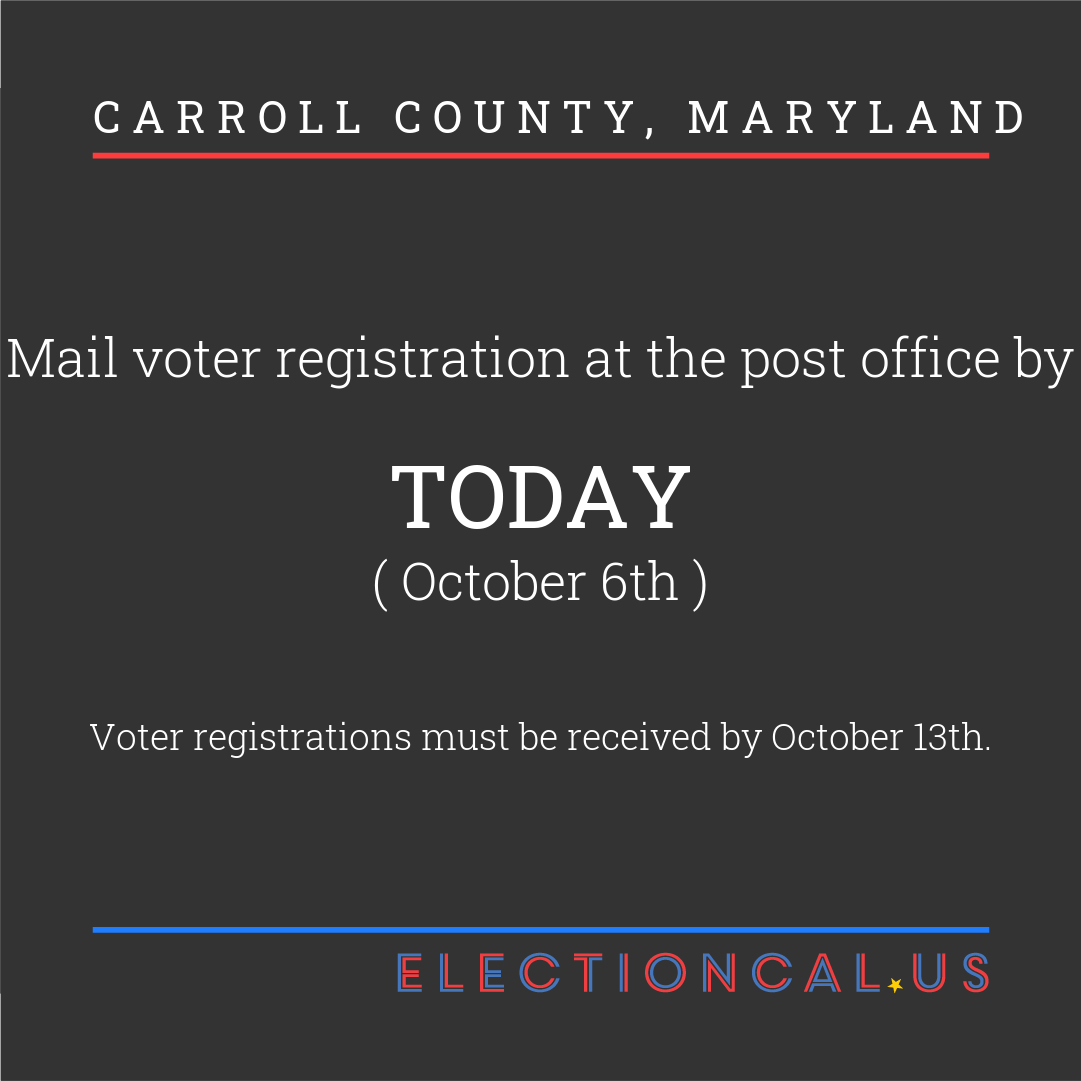 CARROLL COUNTY, MARYLAND
Mail voter registration at the post office by
TODAY
( October 6th )
Voter registrations must be received by October 13th.
ELECTIONCAL.US